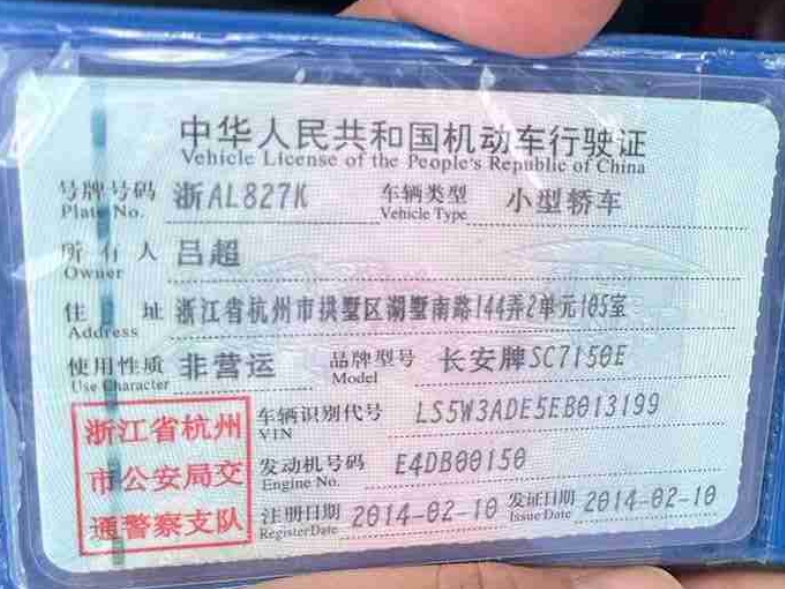 中华人民共和国机动车行驶证
Vehicle License of the People's Republic of China
号牌号码 浙AL827K 车辆类型 小型轿车
Plate No. Vehicle Type
所有人 吕超
Owner
住址 浙江省杭州市拱墅区湖墅南路144弄2单元105室
Address
使用性质 非营运 品牌型号 长安牌SC7150E
Use Character Model
车辆识别代号 LS5W3ADE5EB013199
VIN
发动机号码 E4DB00150
Engine No.
注册日期 2014-02-10 发证日期 2014-02-10
Register Date Issue Date
浙江省杭州
市公安局交
通警察支队